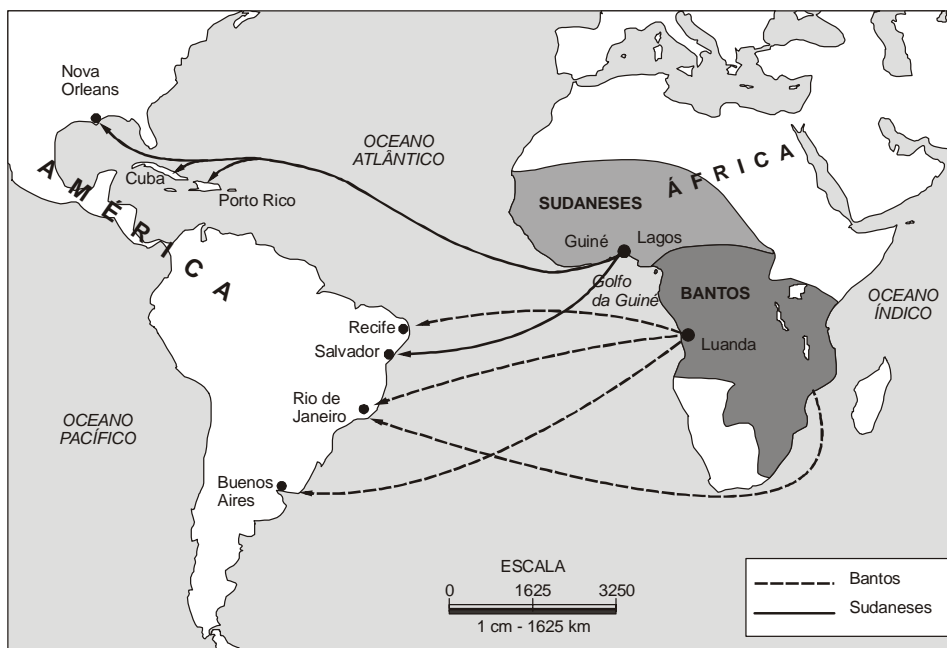 Nova
Orleans
OCEANO
ATLÂNTICO
Cuba
Porto Rico
AMÉRICA
ÁFRICA
SUDANESES
Guiné
Lagos
Golfo
da Guiné
BANTOS
OCEANO
ÍNDICO
Recife
Salvador
Luanda
Rio de
Janeiro
OCEANO
PACÍFICO
Buenos
Aires
ESCALA
0 1625 3250
1 cm - 1625 km
Bantos
Sudaneses